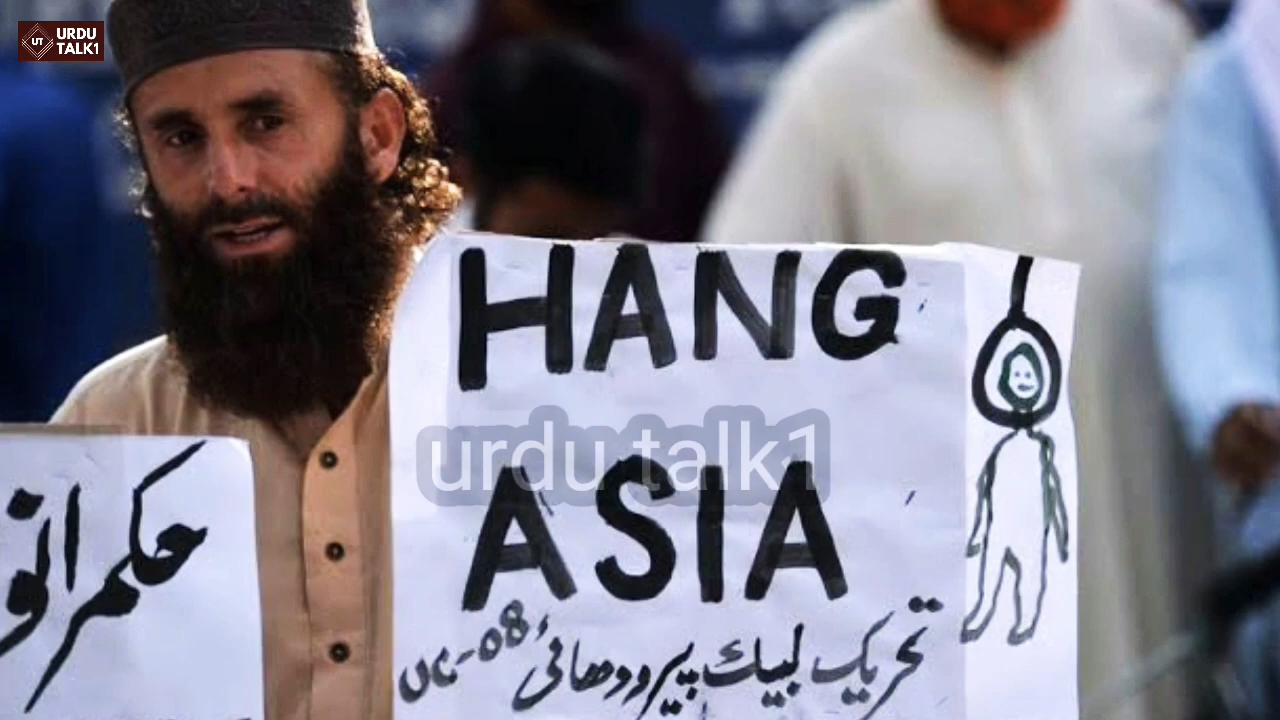 URDU
TALK1
UT
HANG
urdu talk1
ASIA
تحریک لبیک پیرودھائی
حکمرانو